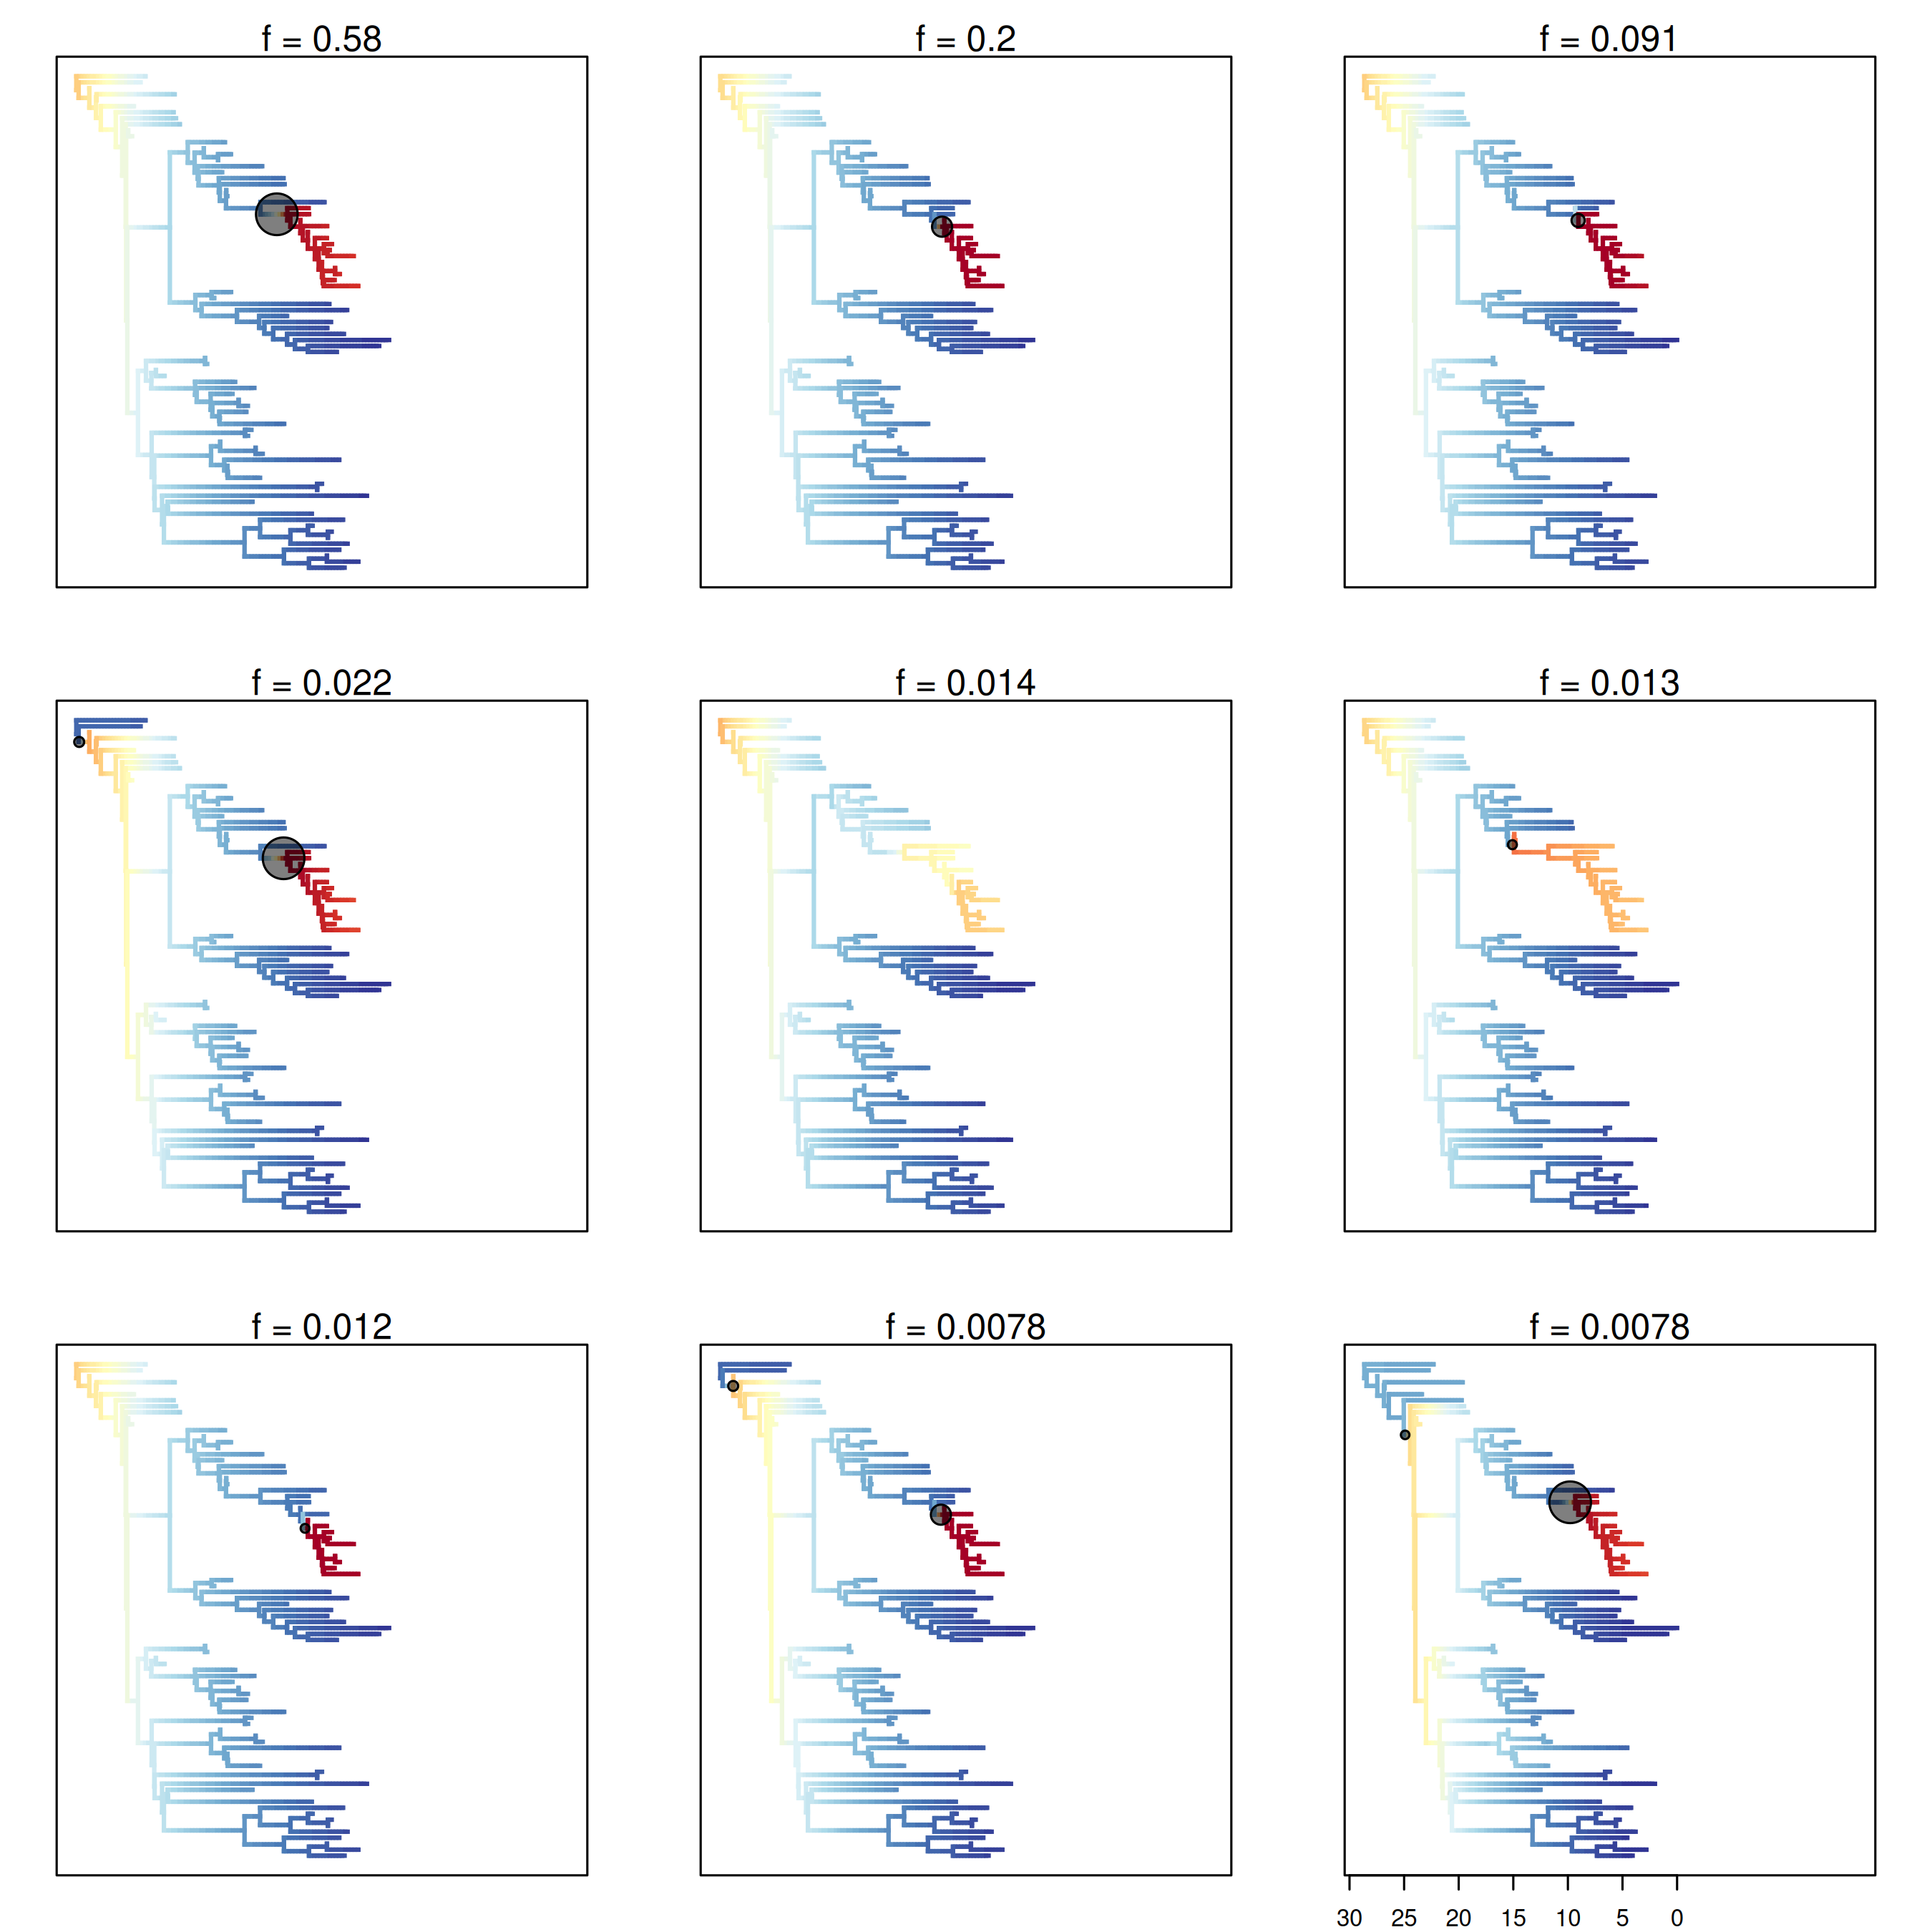 f = 0.58
f = 0.2
f = 0.091
f = 0.022
f = 0.014
f = 0.013
f = 0.012
f = 0.0078
f = 0.0078
30 25 20 15 10 5 0